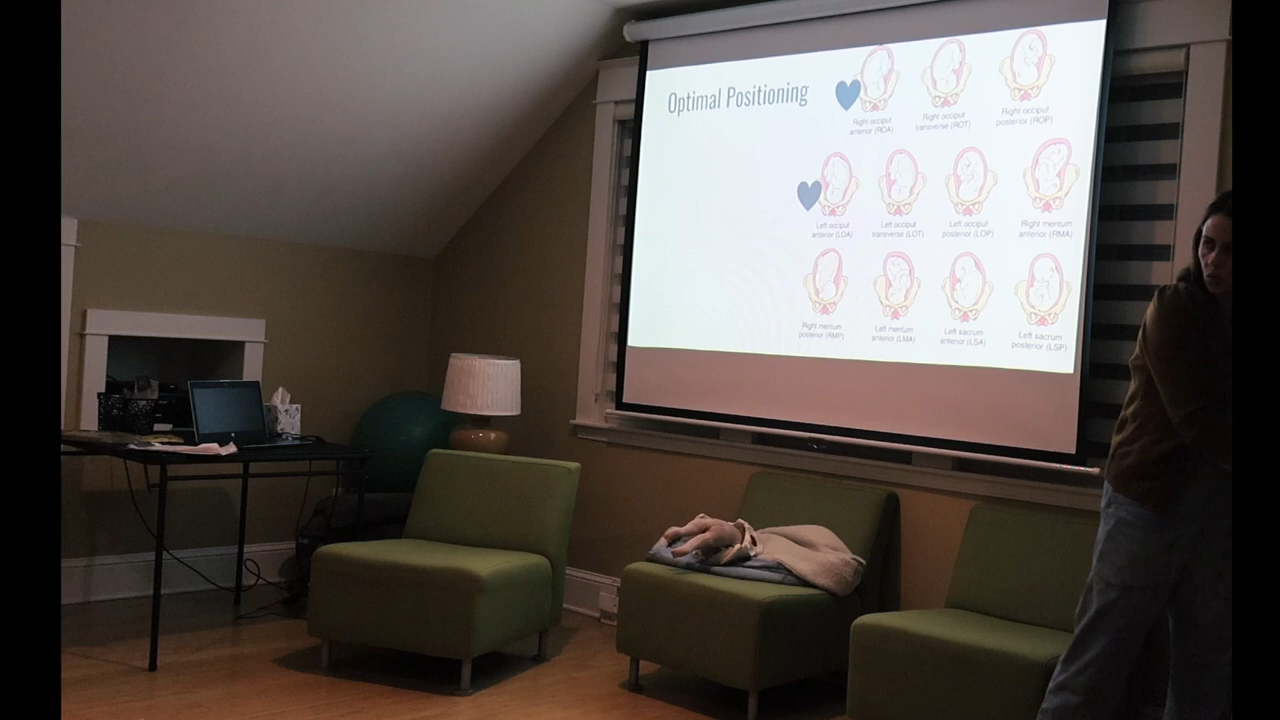 Optimal Positioning
Right occiput
anterior (ROA)
Right occiput
transverse (ROT)
Right occiput
posterior (ROP)
Left occiput
anterior (LOA)
Left occiput
transverse (LOT)
Left occiput
posterior (LOP)
Right mentum
anterior (RMA)
Right mentum
posterior (RMP)
Left mentum
anterior (LMA)
Left sacrum
anterior (LSA)
Left sacrum
posterior (LSP)